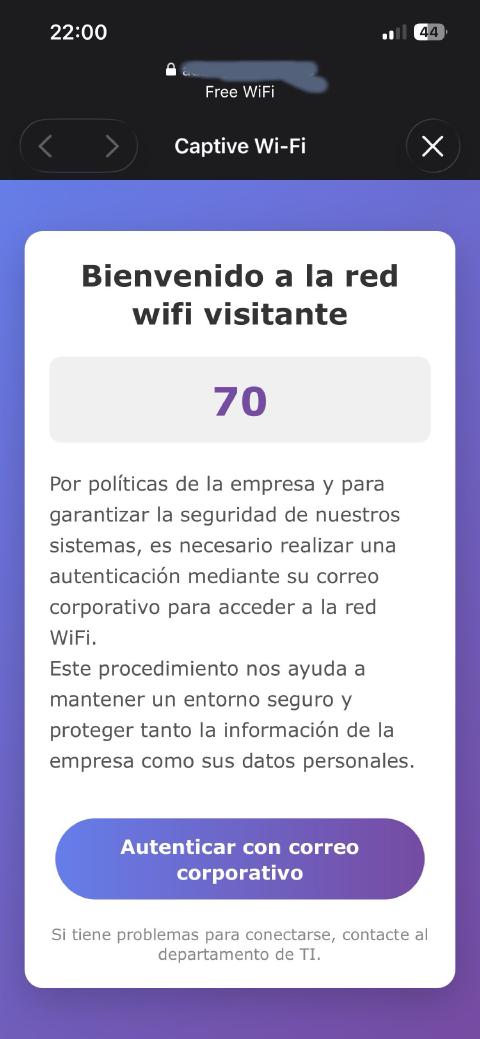 22:00
44
Free WiFi
Captive Wi-Fi
Bienvenido a la red
wifi visitante
70
Por políticas de la empresa y para
garantizar la seguridad de nuestros
sistemas, es necesario realizar una
autenticación mediante su correo
corporativo para acceder a la red
WiFi.
Este procedimiento nos ayuda a
mantener un entorno seguro y
proteger tanto la información de la
empresa como sus datos personales.
Autenticar con correo
corporativo
Si tiene problemas para conectarse, contacte al
departamento de TI.